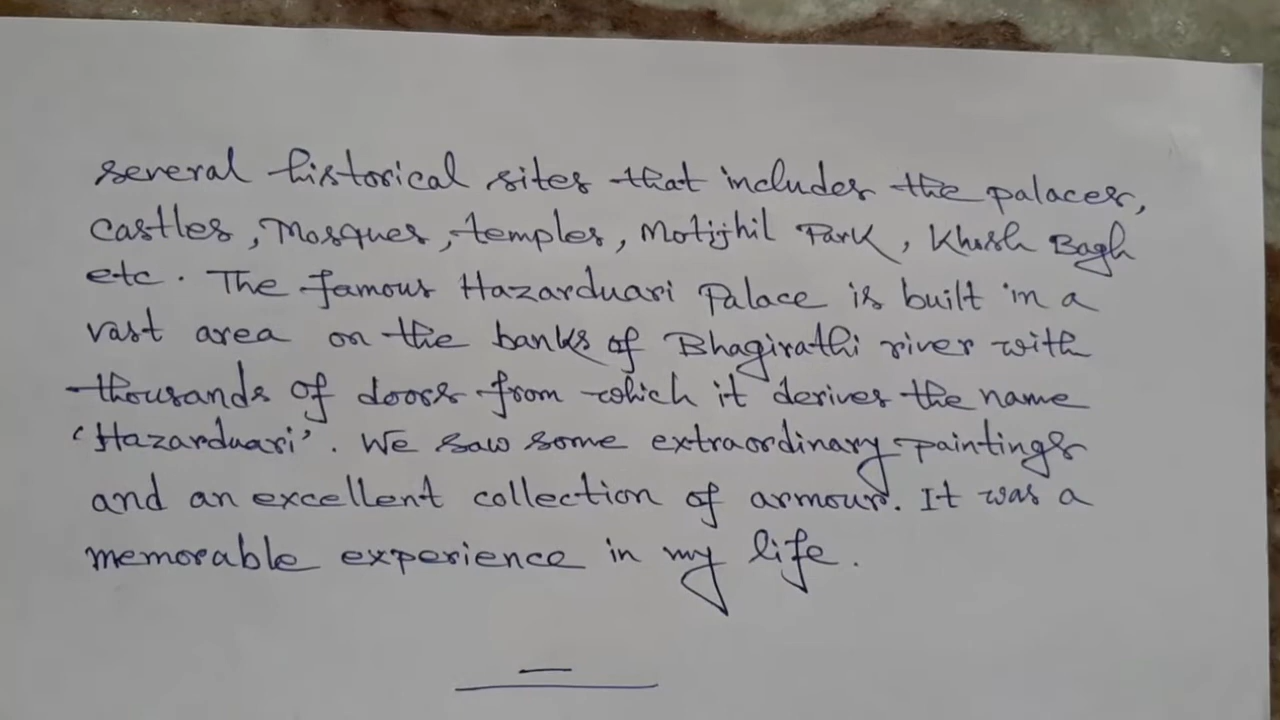 several historical sites that includes the palaces,
castles, Mosques, temples, Motijhil Park, Khosh Bagh
etc. The famous Hazarduari Palace is built in a
vast area on the banks of Bhagirathi river with
thousands of doors from which it derives the name
‘Hazarduari’. We saw some extraordinary paintings
and an excellent collection of armour. It was a
memorable experience in my life.